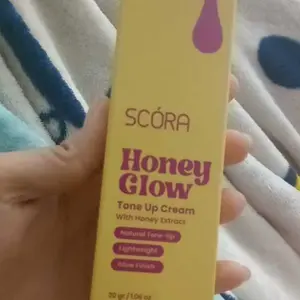 SCÓRA
Honey
Glow
Tone Up Cream
With Honey Extract
Natural Tone-Up
Lightweight
Glow Finish